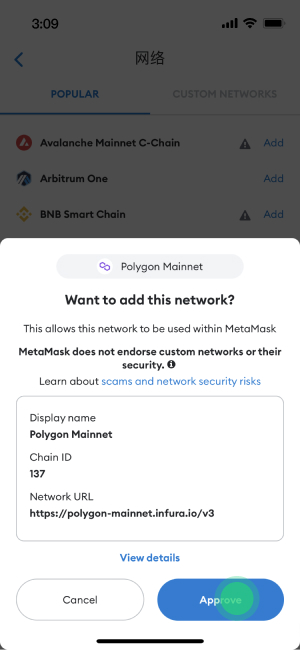 3:09
网络
POPULAR
CUSTOM NETWORKS
Avalanche Mainnet C-Chain
Add
Arbitrum One
Add
BNB Smart Chain
Add
Polygon Mainnet
Want to add this network?
This allows this network to be used within MetaMask
MetaMask does not endorse custom networks or their
security.
Learn about scams and network security risks
Display name
Polygon Mainnet
Chain ID
137
Network URL
https://polygon-mainnet.infura.io/v3
View details
Cancel
Approve